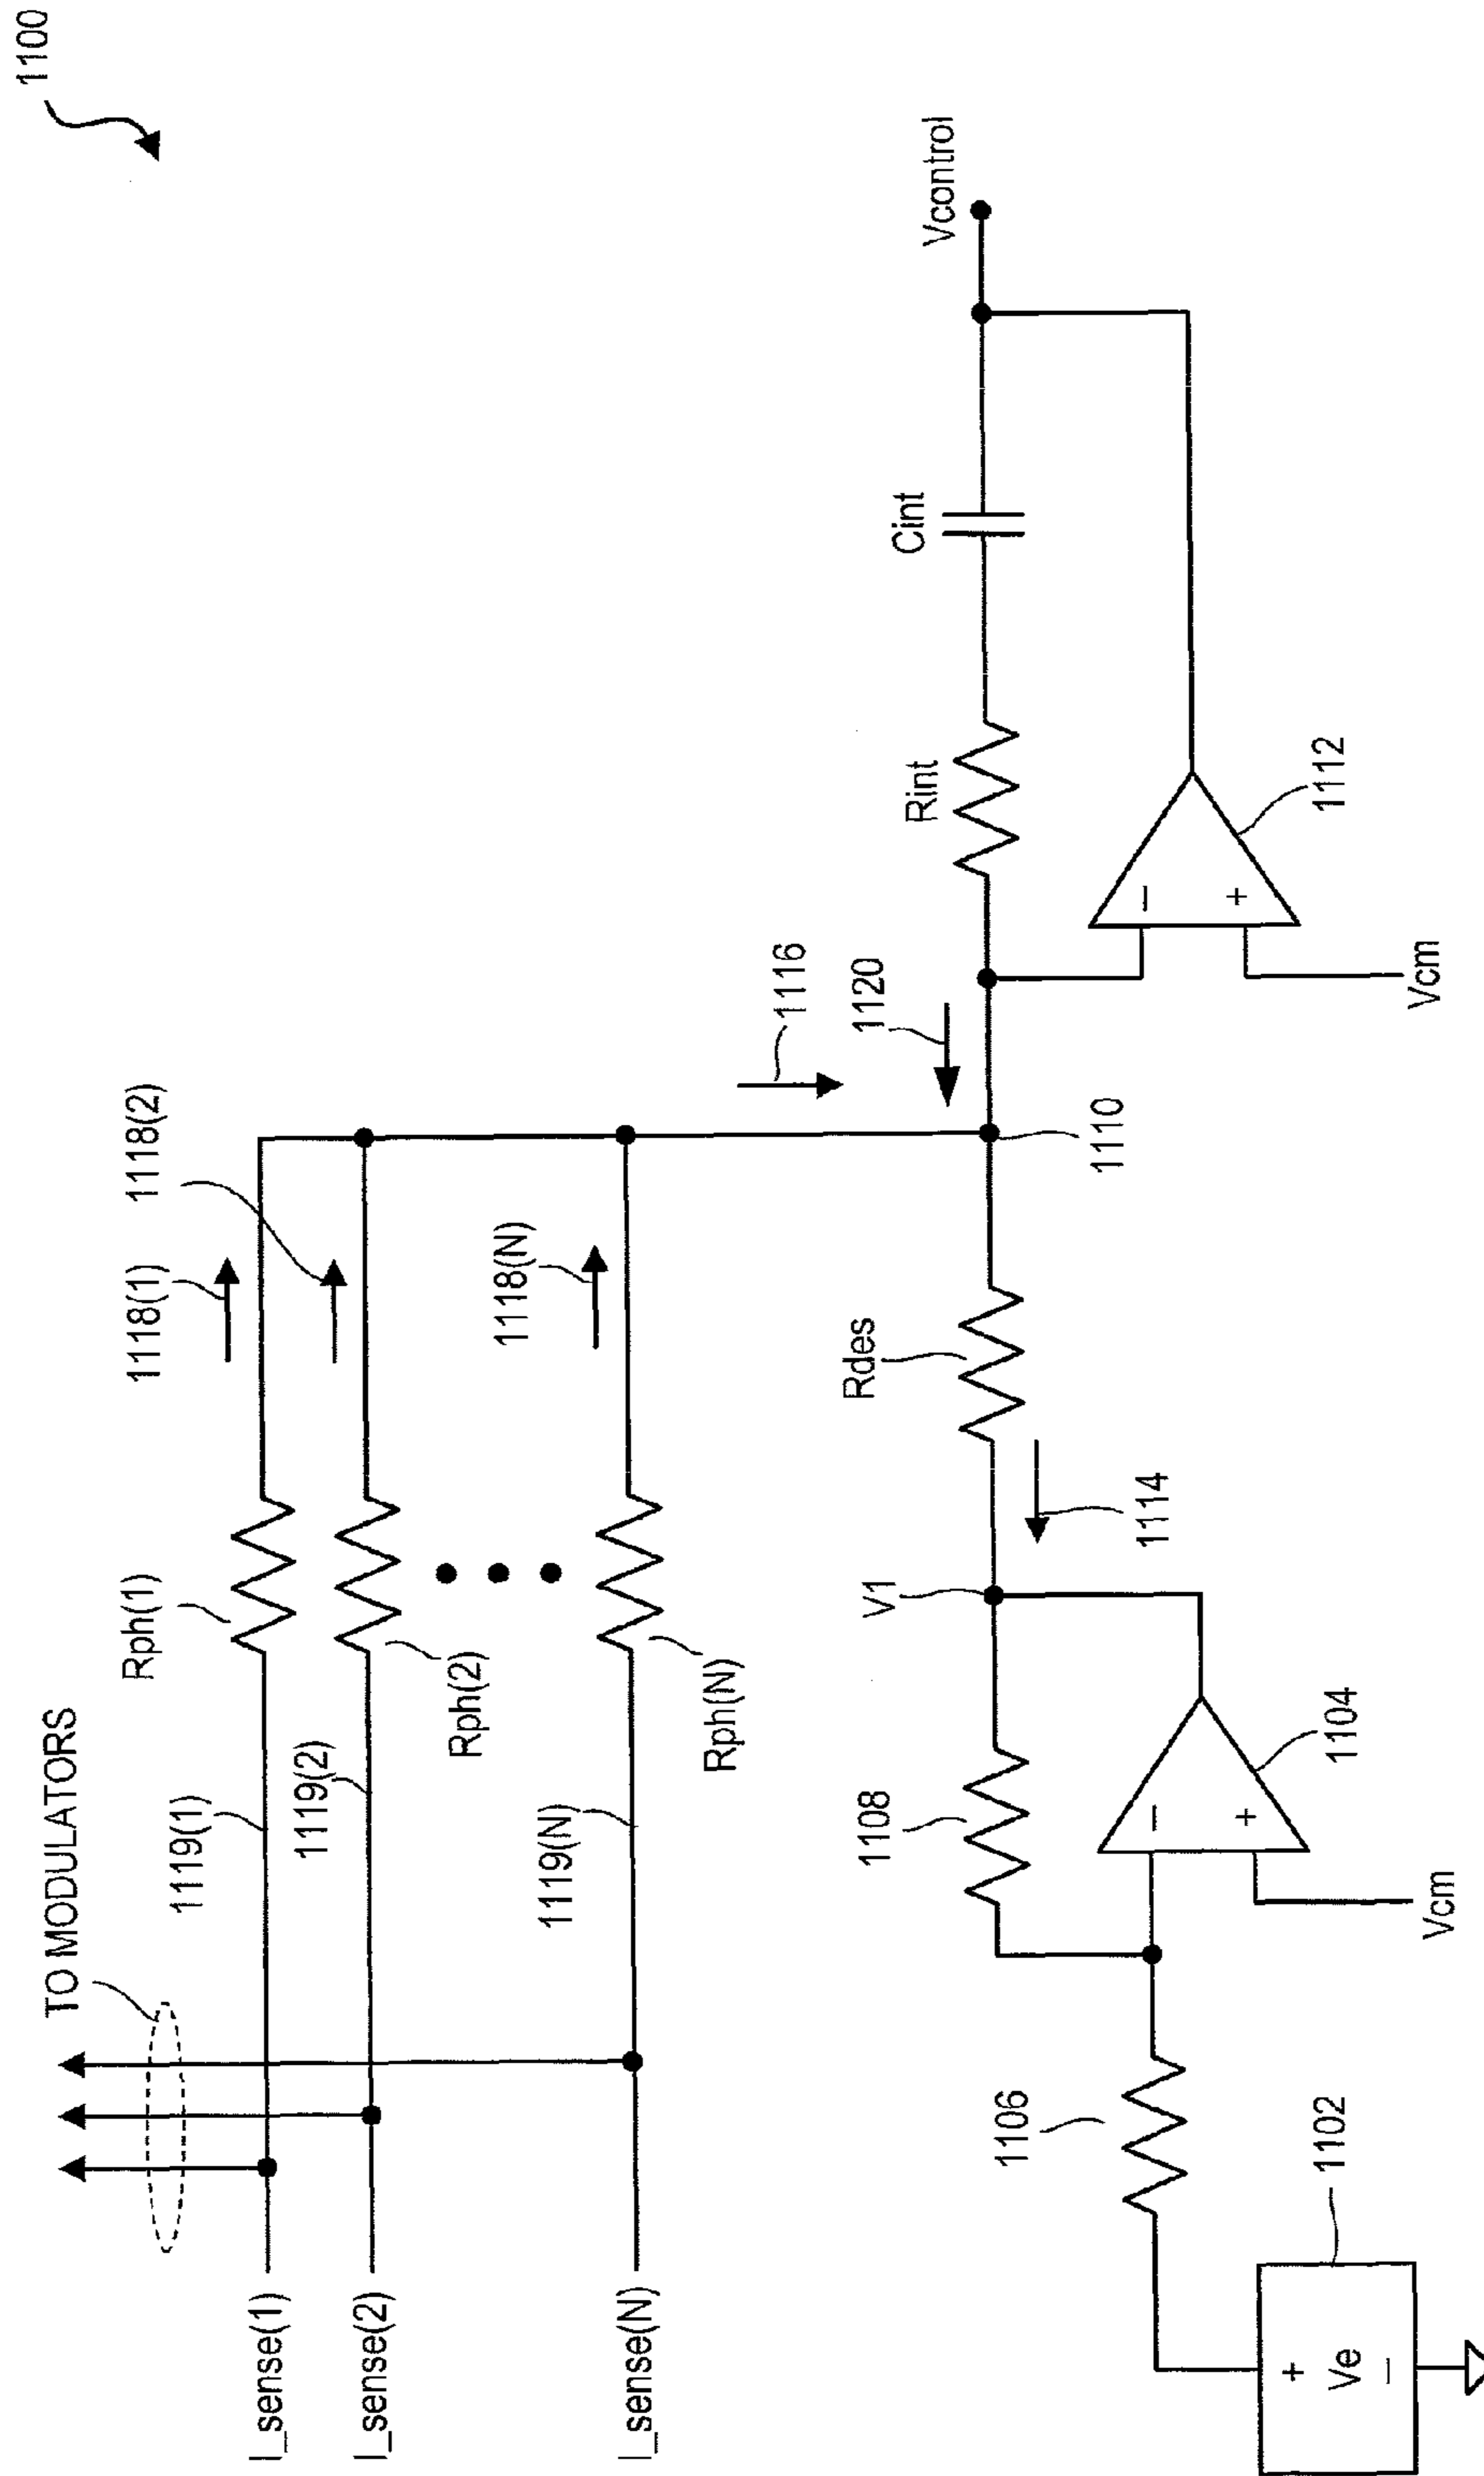 1100
TO MODULATORS
I_sense(1)
1119(1)
Rph(1)
1118(1)
I_sense(2)
1119(2)
Rph(2)
1118(2)
I_sense(N)
1119(N)
Rph(N)
1118(N)
1116
1120
Ve
+
−
1102
1106
1108
−
+
1104
Vcm
V1
1114
Rdes
1110
Rint
Cint
Vcontrol
−
+
1112
Vcm